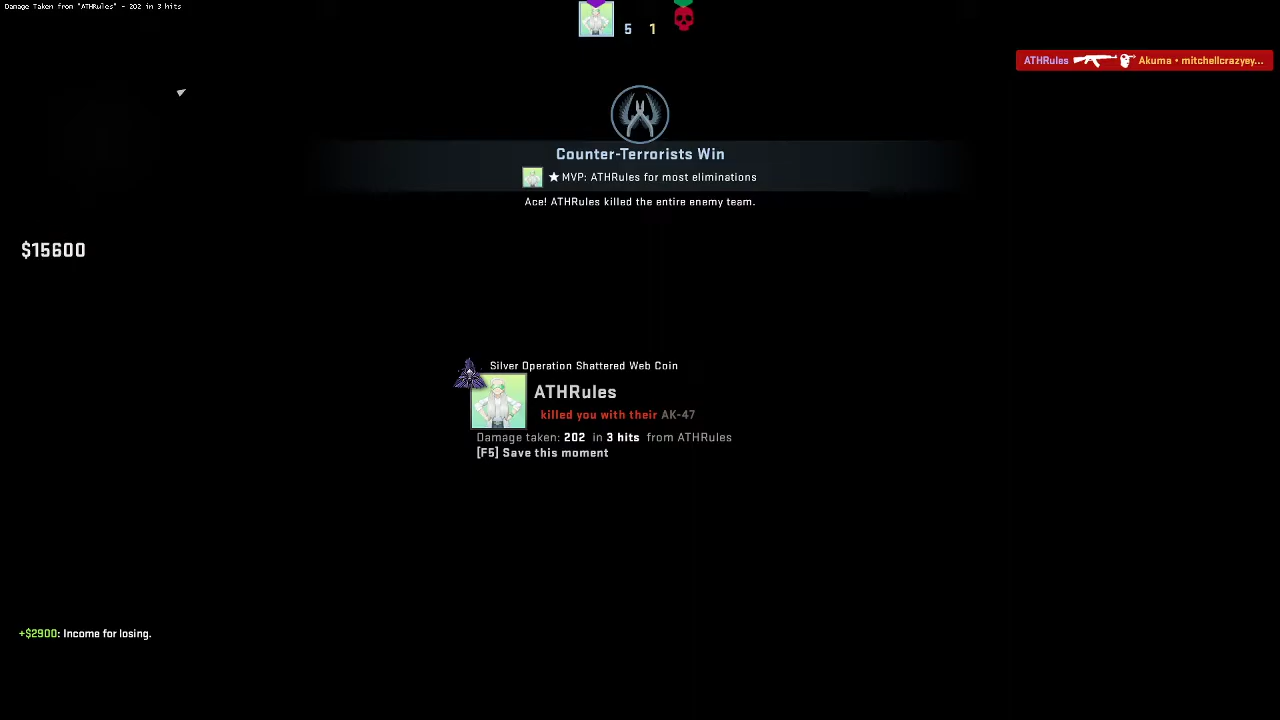 Damage Taken from "ATHRules" - 202 in 3 hits
5 1
ATHRules Akuma • mitchellcrazyey...
Counter-Terrorists Win
★ MVP: ATHRules for most eliminations
Ace! ATHRules killed the entire enemy team.
$15600
Silver Operation Shattered Web Coin
ATHRules
killed you with their AK-47
Damage taken: 202 in 3 hits from ATHRules
[F5] Save this moment
+$2900: Income for losing.